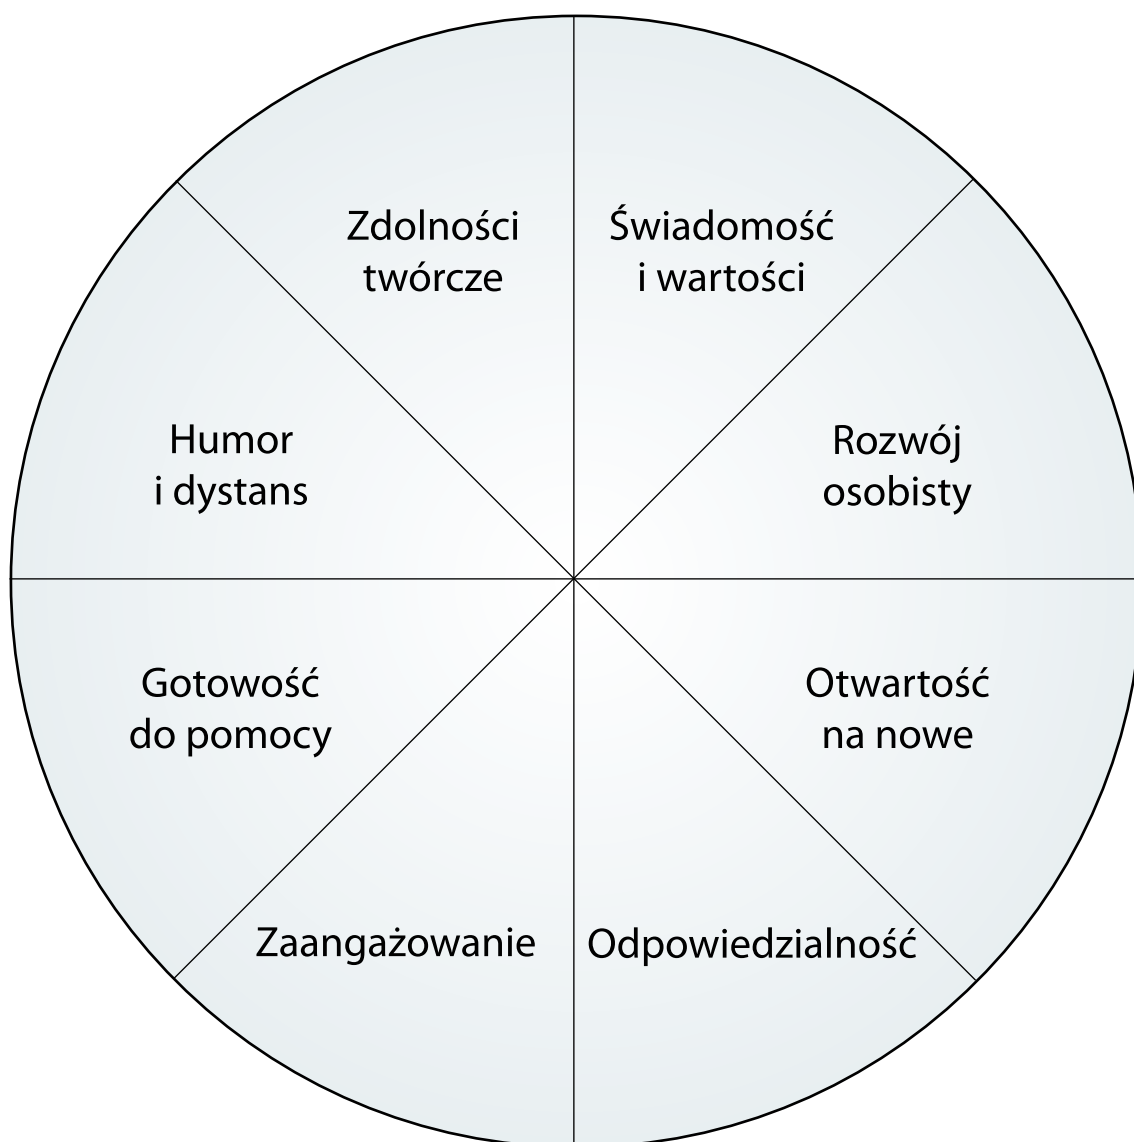 Zdolności
twórcze
Świadomość
i wartości
Humor
i dystans
Rozwój
osobisty
Gotowość
do pomocy
Otwartość
na nowe
Zaangażowanie
Odpowiedzialność